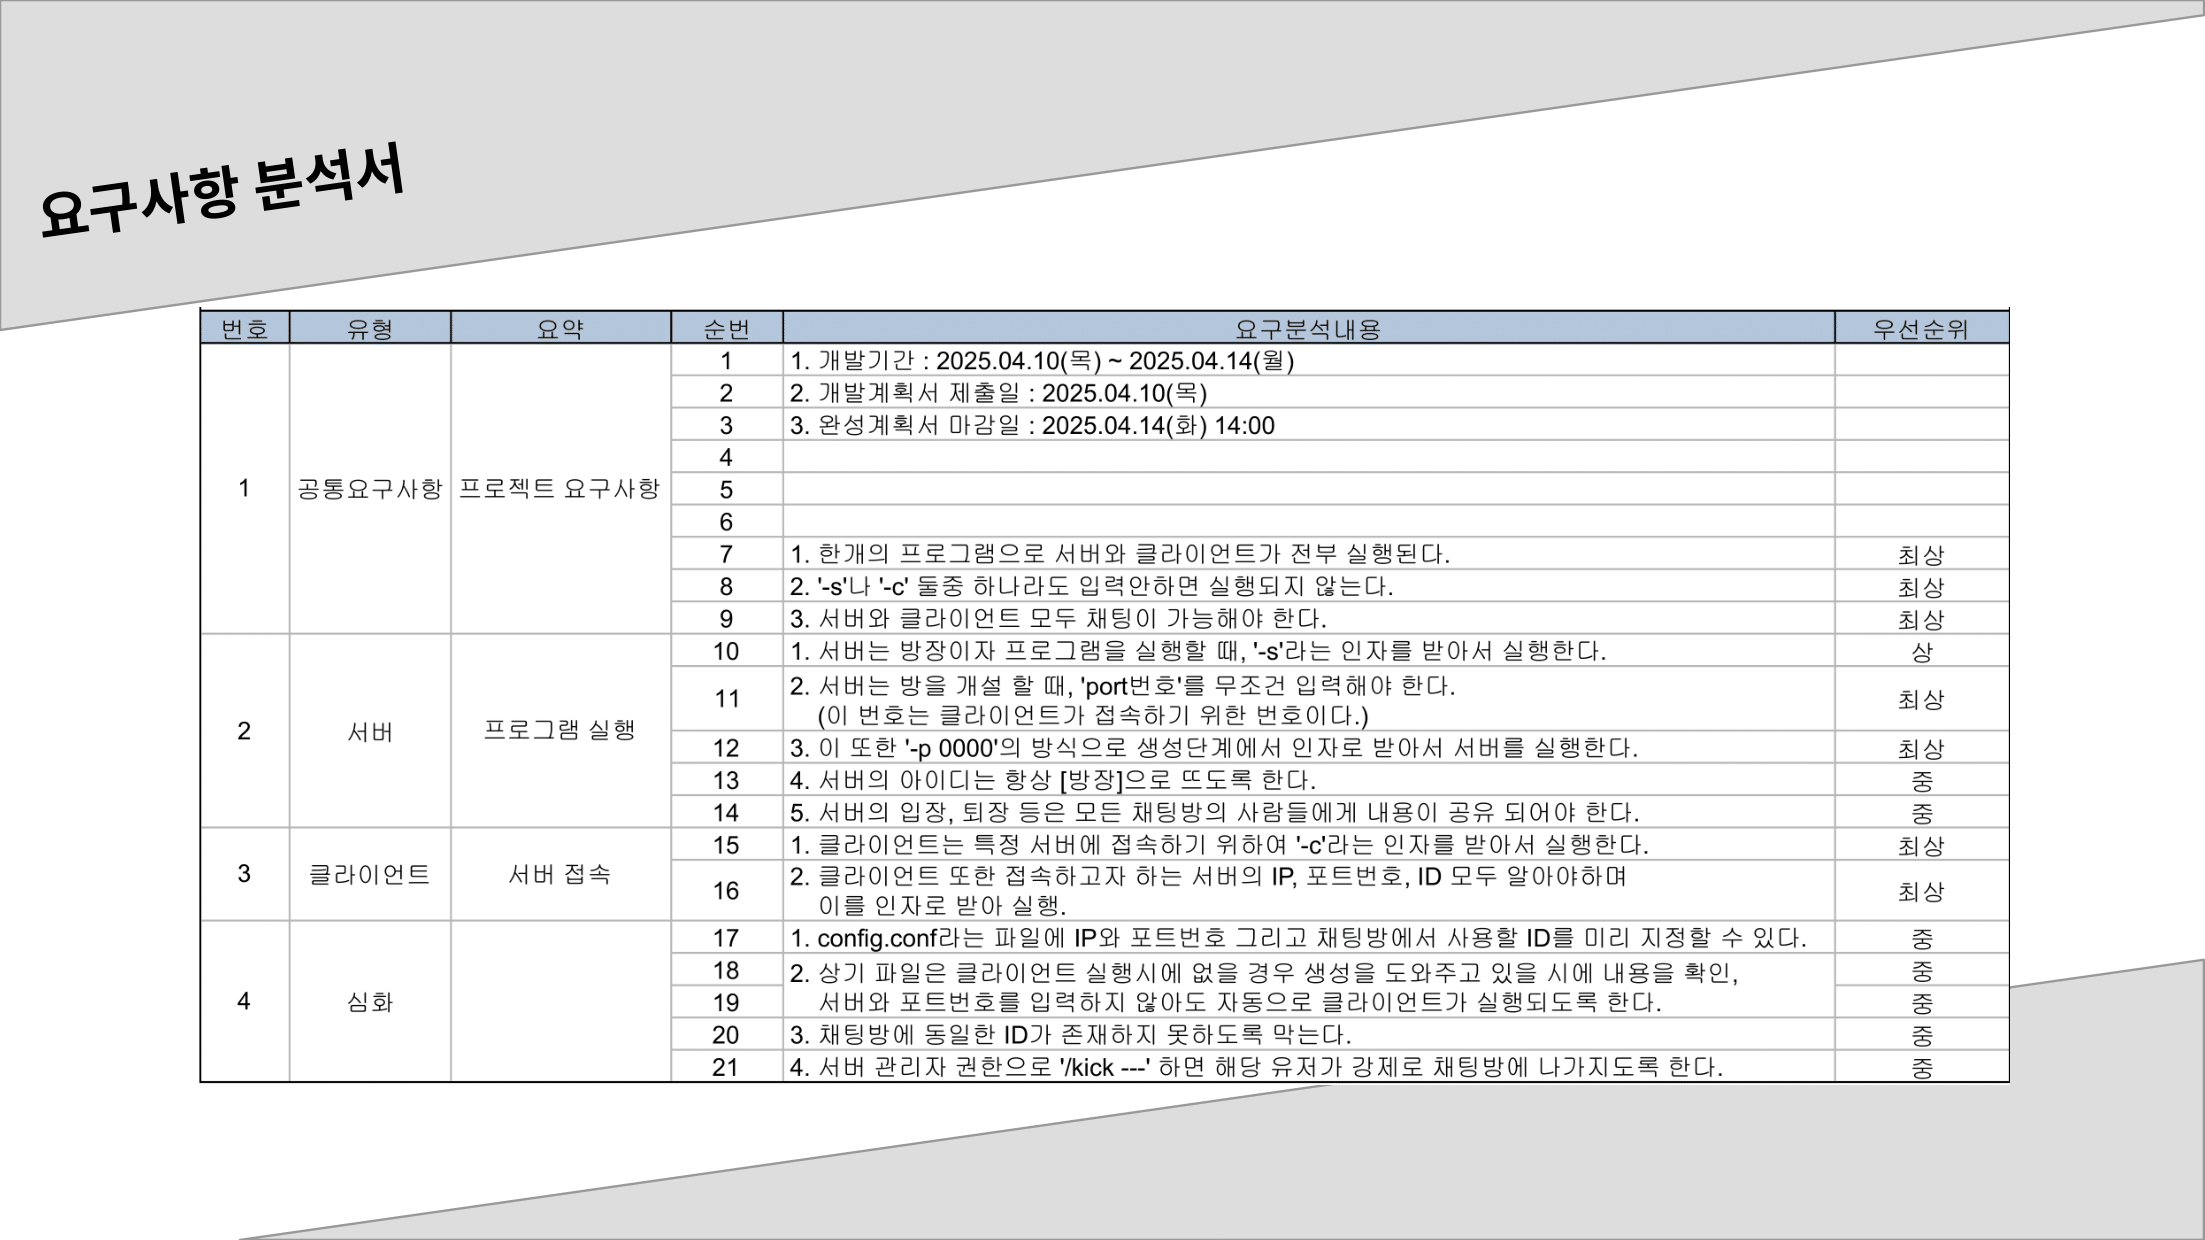 요구사항 분석서
번호 유형 요약 순번 요구분석내용 우선순위
1 공통요구사항 프로젝트 요구사항
1 1. 개발기간 : 2025.04.10(목) ~ 2025.04.14(월)
2 2. 개발계획서 제출일 : 2025.04.10(목)
3 3. 완성계획서 마감일 : 2025.04.14(화) 14:00
4
5
6
7 1. 한개의 프로그램으로 서버와 클라이언트가 전부 실행된다. 최상
8 2. '-s'나 '-c' 둘중 하나라도 입력안하면 실행되지 않는다. 최상
9 3. 서버와 클라이언트 모두 채팅이 가능해야 한다. 최상
2 서버 프로그램 실행
10 1. 서버는 방장이자 프로그램을 실행할 때, '-s'라는 인자를 받아서 실행한다. 상
11 2. 서버는 방을 개설 할 때, 'port번호'를 무조건 입력해야 한다. 최상
(이 번호는 클라이언트가 접속하기 위한 번호이다.)
12 3. 이 또한 '-p 0000'의 방식으로 생성단계에서 인자로 받아서 서버를 실행한다. 최상
13 4. 서버의 아이디는 항상 [방장]으로 뜨도록 한다. 중
14 5. 서버의 입장, 퇴장 등은 모든 채팅방의 사람들에게 내용이 공유 되어야 한다. 중
3 클라이언트 서버 접속
15 1. 클라이언트는 특정 서버에 접속하기 위하여 '-c'라는 인자를 받아서 실행한다. 최상
16 2. 클라이언트 또한 접속하고자 하는 서버의 IP, 포트번호, ID 모두 알아야하며 최상
이를 인자로 받아 실행.
4 심화
17 1. config.conf라는 파일에 IP와 포트번호 그리고 채팅방에서 사용할 ID를 미리 지정할 수 있다. 중
18 2. 상기 파일은 클라이언트 실행시에 없을 경우 생성을 도와주고 있을 시에 내용을 확인, 중
19 서버와 포트번호를 입력하지 않아도 자동으로 클라이언트가 실행되도록 한다. 중
20 3. 채팅방에 동일한 ID가 존재하지 못하도록 막는다. 중
21 4. 서버 관리자 권한으로 '/kick ---' 하면 해당 유저가 강제로 채팅방에 나가지도록 한다. 중